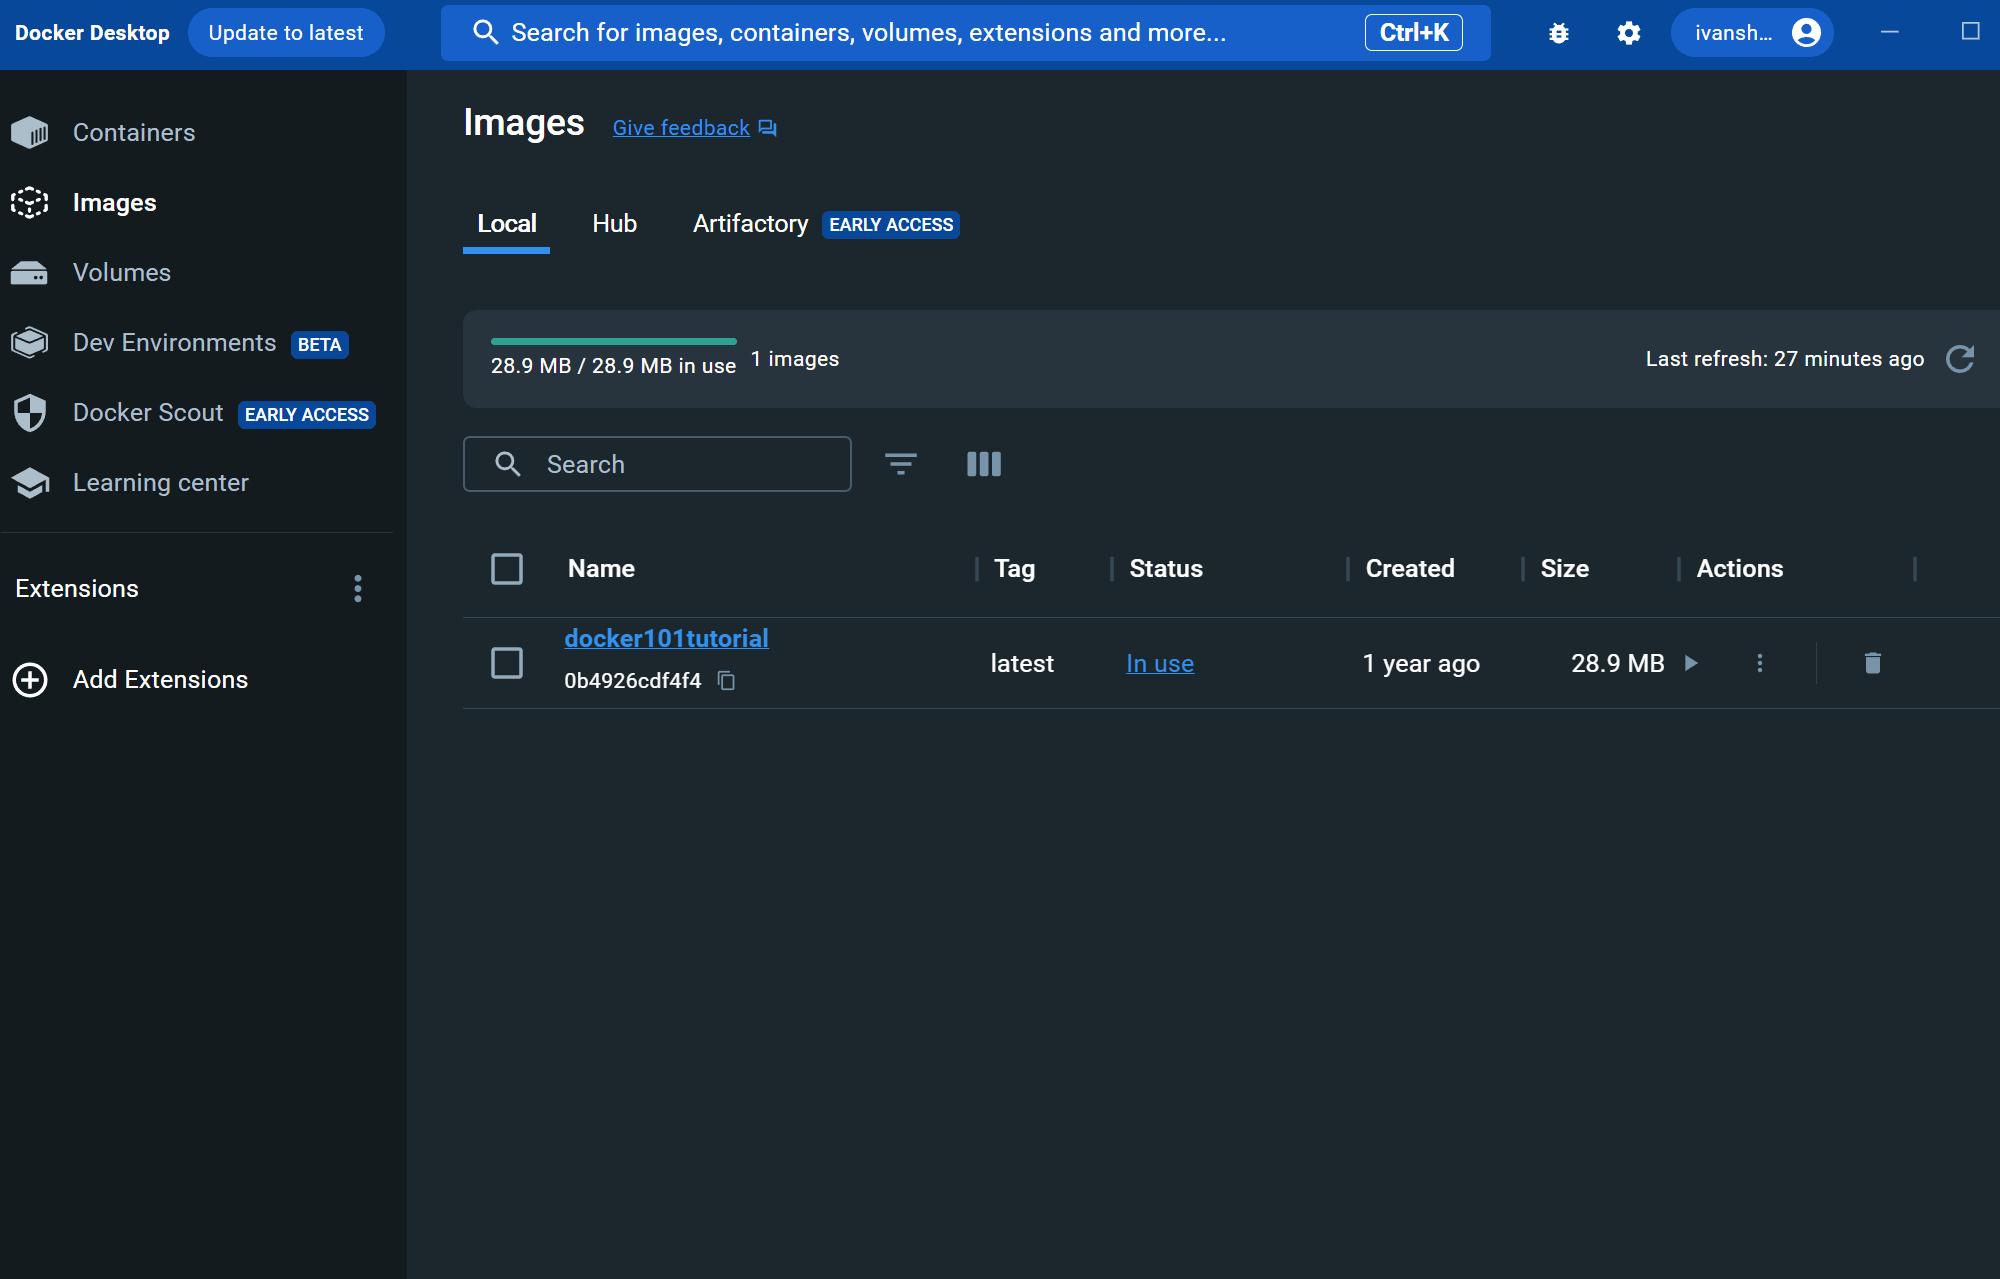 Docker Desktop
Update to latest
Search for images, containers, volumes, extensions and more...
Ctrl+K
ivansh...
Containers
Images
Volumes
Dev Environments BETA
Docker Scout EARLY ACCESS
Learning center
Extensions
Add Extensions
Images
Give feedback
Local Hub Artifactory EARLY ACCESS
28.9 MB / 28.9 MB in use
1 images
Last refresh: 27 minutes ago
Search
Name Tag Status Created Size Actions
docker101tutorial
0b4926cdf4f4
latest In use 1 year ago 28.9 MB